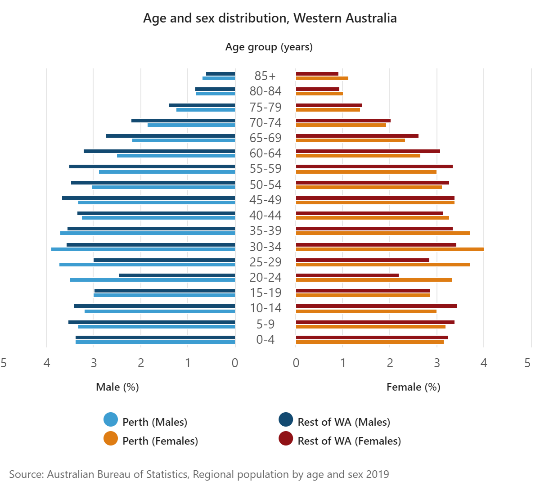 Age and sex distribution, Western Australia
Age group (years)
85+
80-84
75-79
70-74
65-69
60-64
55-59
50-54
45-49
40-44
35-39
30-34
25-29
20-24
15-19
10-14
5-9
0-4
5 4 3 2 1 0 0 1 2 3 4 5
Male (%) Female (%)
Perth (Males) Rest of WA (Males)
Perth (Females) Rest of WA (Females)
Source: Australian Bureau of Statistics, Regional population by age and sex 2019